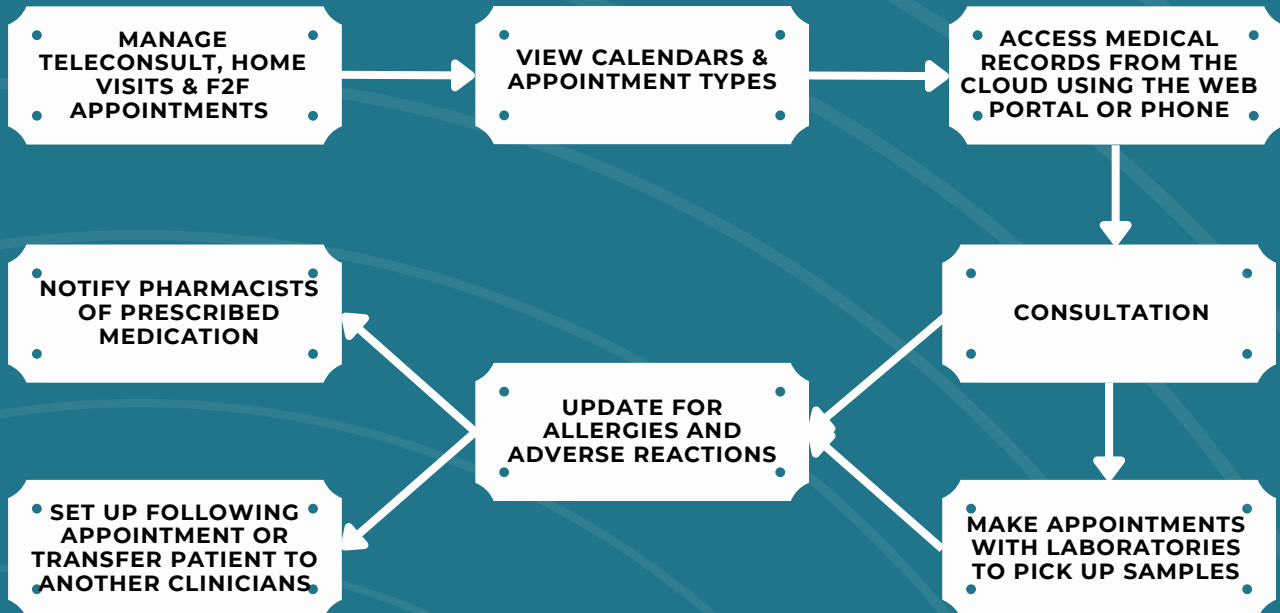 MANAGE
TELECONSULT, HOME
VISITS & F2F
APPOINTMENTS
VIEW CALENDARS &
APPOINTMENT TYPES
ACCESS MEDICAL
RECORDS FROM THE
CLOUD USING THE WEB
PORTAL OR PHONE
CONSULTATION
MAKE APPOINTMENTS
WITH LABORATORIES
TO PICK UP SAMPLES
UPDATE FOR
ALLERGIES AND
ADVERSE REACTIONS
NOTIFY PHARMACISTS
OF PRESCRIBED
MEDICATION
SET UP FOLLOWING
APPOINTMENT OR
TRANSFER PATIENT TO
ANOTHER CLINICIANS